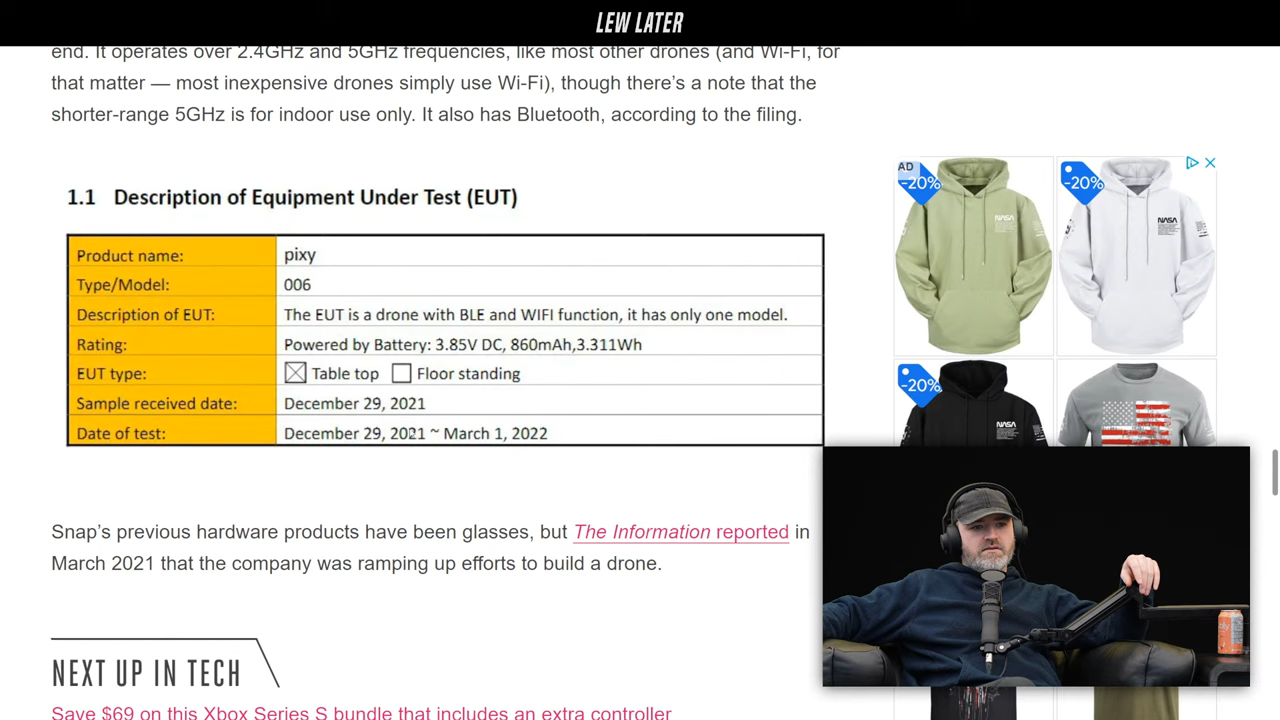 LEW LATER
end. It operates over 2.4GHz and 5GHz frequencies, like most other drones (and Wi-Fi, for
that matter — most inexpensive drones simply use Wi-Fi), though there's a note that the
shorter-range 5GHz is for indoor use only. It also has Bluetooth, according to the filing.
1.1 Description of Equipment Under Test (EUT)
Product name: pixy
Type/Model: 006
Description of EUT: The EUT is a drone with BLE and WIFI function, it has only one model.
Rating: Powered by Battery: 3.85V DC, 860mAh,3.311Wh
EUT type: Table top Floor standing
Sample received date: December 29, 2021
Date of test: December 29, 2021 ~ March 1, 2022
Snap's previous hardware products have been glasses, but The Information reported in
March 2021 that the company was ramping up efforts to build a drone.
NEXT UP IN TECH
Save $69 on this Xbox Series S bundle that includes an extra controller
AD
-20%
-20%
NASA
NASA
-20%
NASA